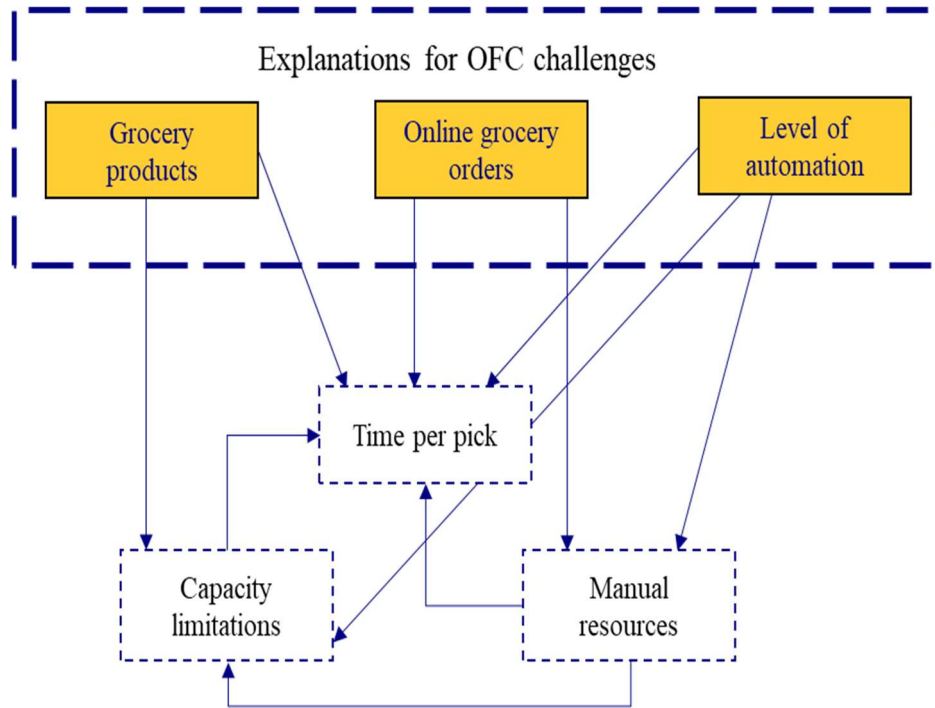 Explanations for OFC challenges
Grocery
products
Online grocery
orders
Level of
automation
Time per pick
Capacity
limitations
Manual
resources